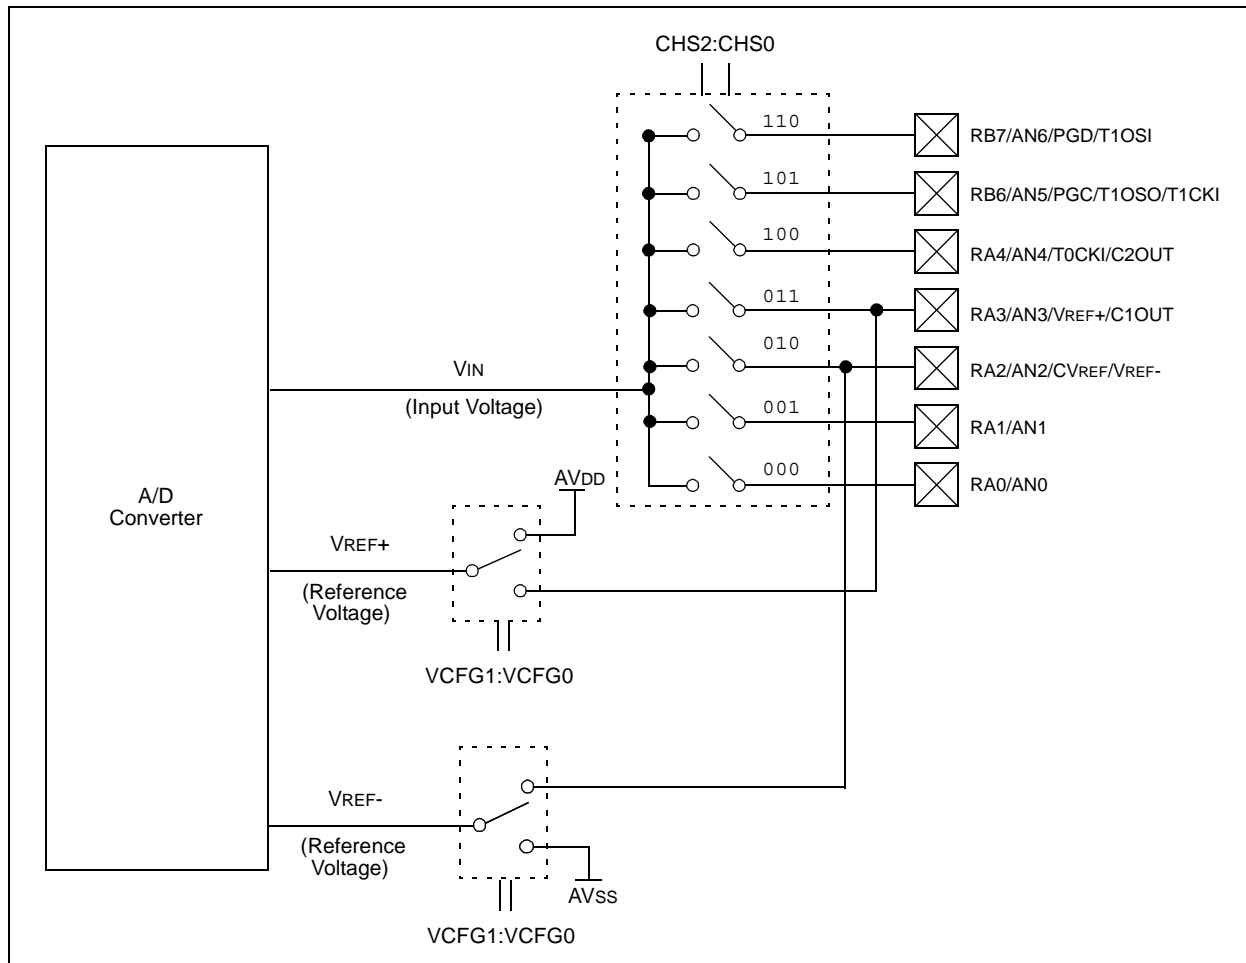 CHS2:CHS0
110
RB7/AN6/PGD/T1OSI
101
RB6/AN5/PGC/T1OSO/T1CKI
100
RA4/AN4/T0CKI/C2OUT
011
RA3/AN3/VREF+/C1OUT
010
RA2/AN2/CVREF/VREF-
VIN
(Input Voltage)
001
RA1/AN1
000
RA0/AN0
A/D
Converter
AVDD
VREF+
(Reference
Voltage)
VCFG1:VCFG0
VREF-
(Reference
Voltage)
AVSS
VCFG1:VCFG0